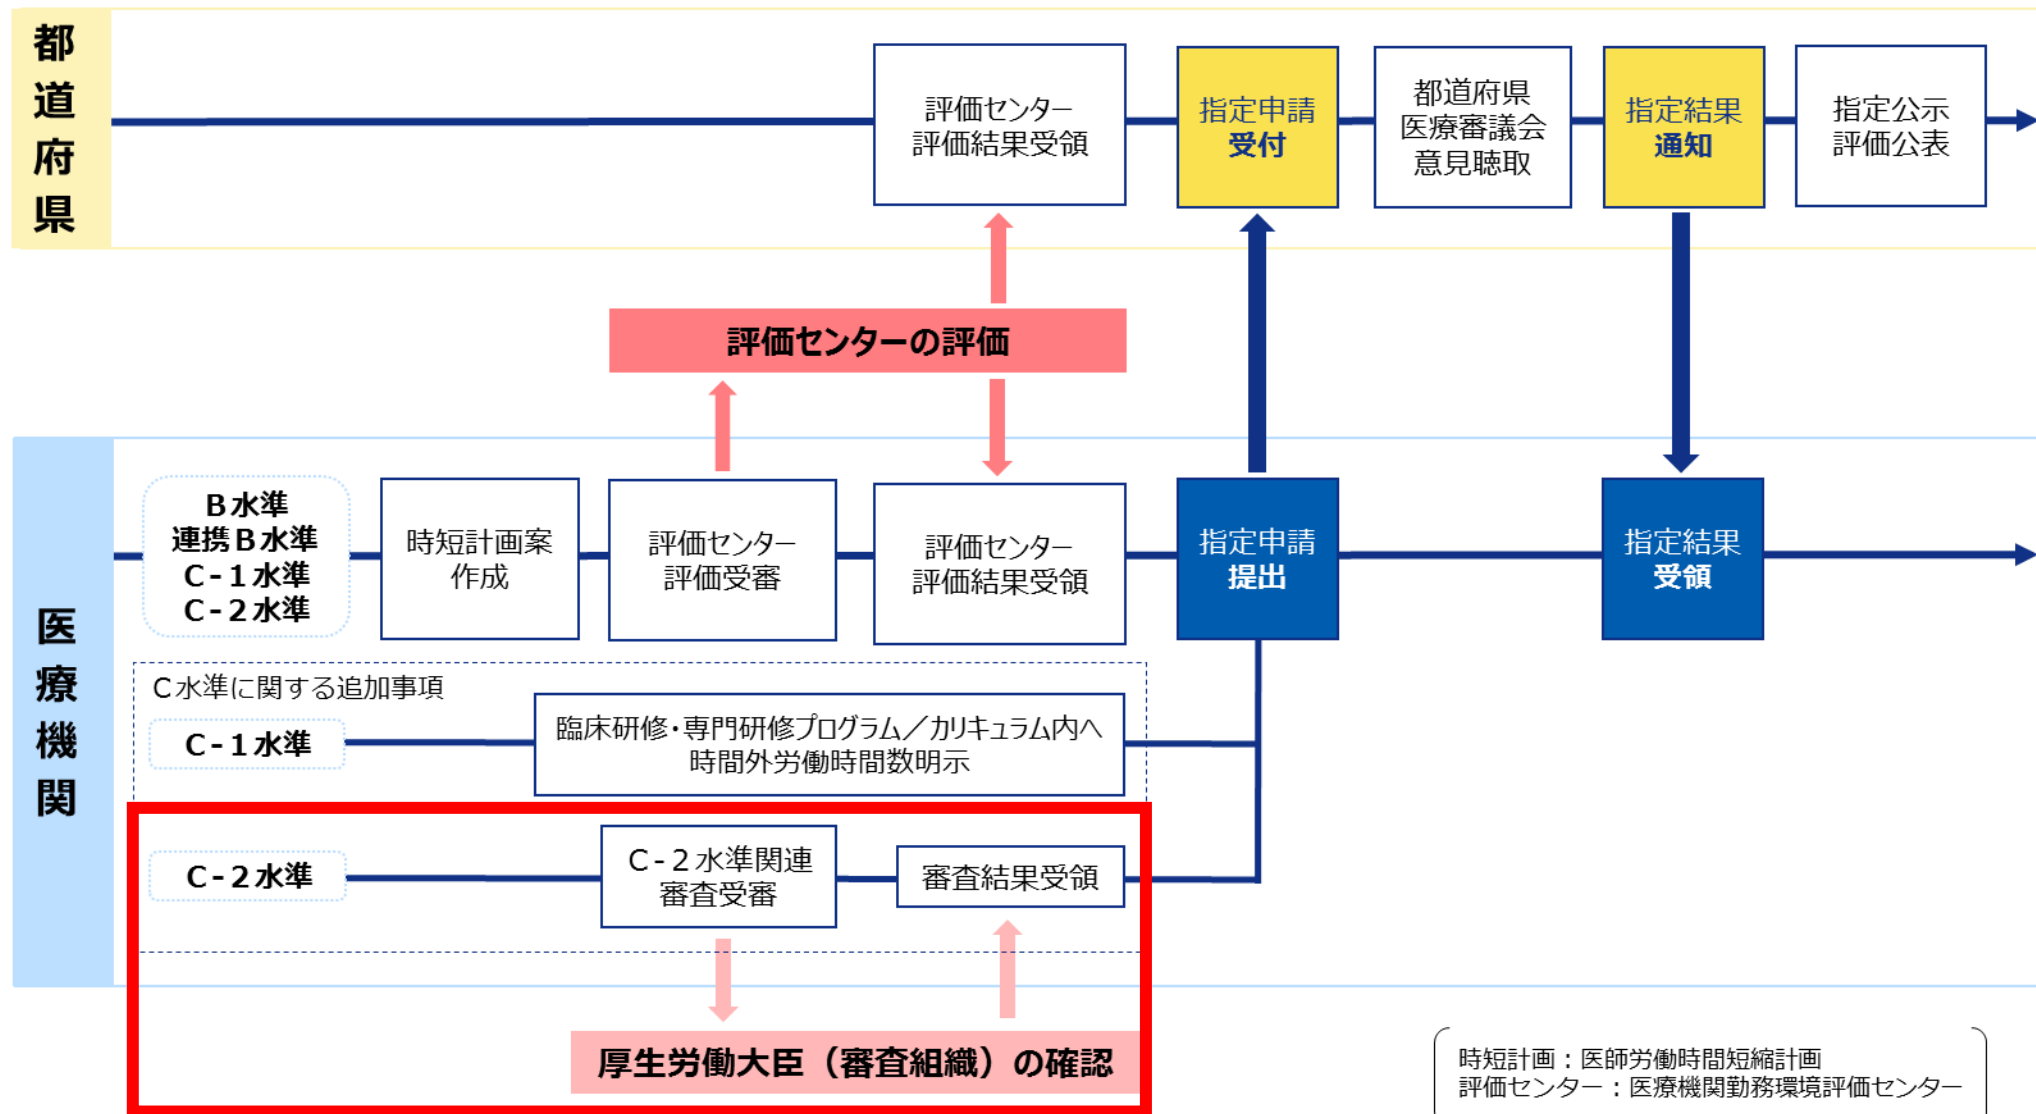 都道府県
評価センター
評価結果受領
指定申請
受付
都道府県
医療審議会
意見聴取
指定結果
通知
指定公示
評価公表
評価センターの評価
医療機関
B水準
連携B水準
C-1水準
C-2水準
時短計画案
作成
評価センター
評価受審
評価センター
評価結果受領
指定申請
提出
指定結果
受領
C水準に関する追加事項
C-1水準
臨床研修・専門研修プログラム／カリキュラム内へ
時間外労働時間数明示
C-2水準
C-2水準関連
審査受審
審査結果受領
厚生労働大臣（審査組織）の確認
時短計画：医師労働時間短縮計画
評価センター：医療機関勤務環境評価センター